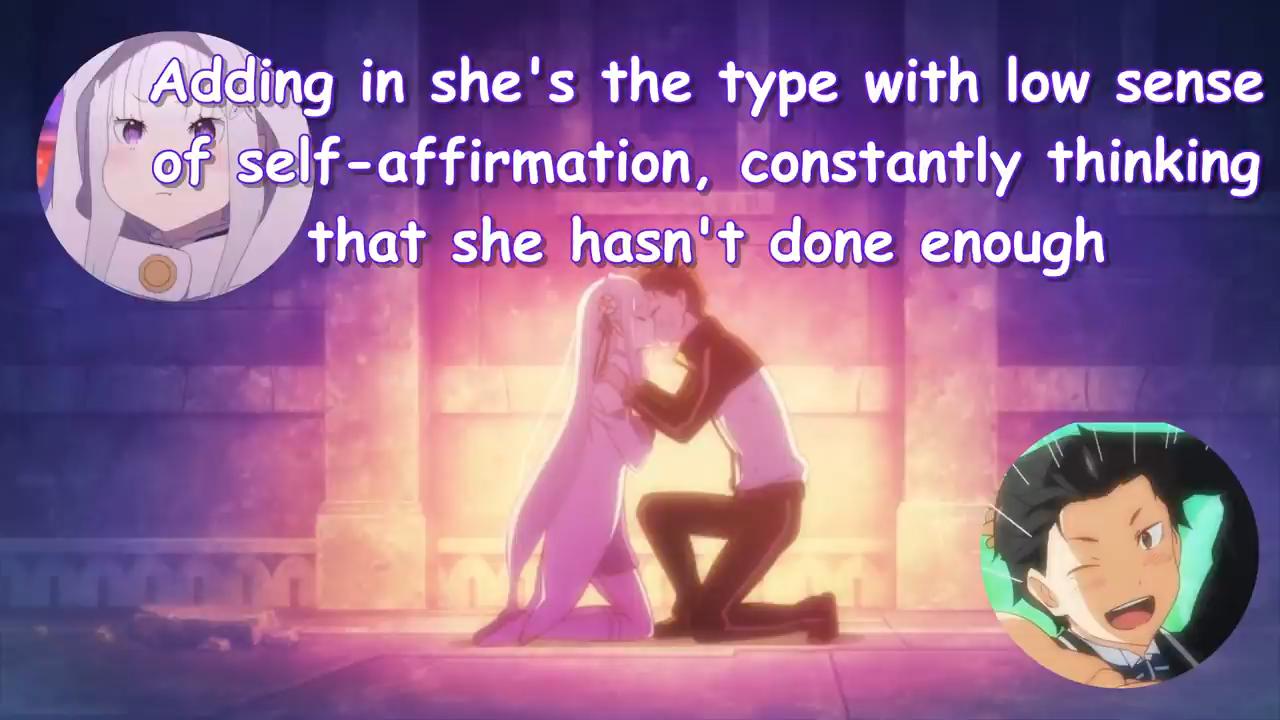 Adding in she's the type with low sense
of self-affirmation, constantly thinking
that she hasn't done enough